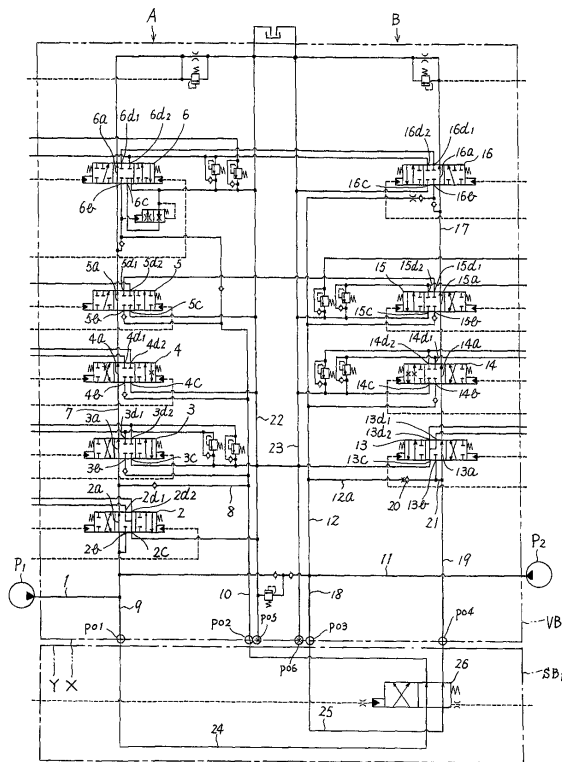 A
B
6a 6d1 6d2 6
16d2 16d1 16a 16
6b 6c
16c 16b
17
5a 5d1 5d2 5
15 15d2 15d1 15a
5b 5c
15c 15b
4a 4d1 4d2 4
14d2 14d1 14a 14
4b 4c
14c 14b
7
22
3a 3d1 3d2 3
23
13d2 13d1
13
3b 3c
13c 13a
8
12a 20 13b 21
2a 2d1 2d2 2
12
2b 2c
P1
P2
1
11
19
9
10
18
VB
po1 po2 po5 po6 po3 po4
Y X
26
SB1
25
24